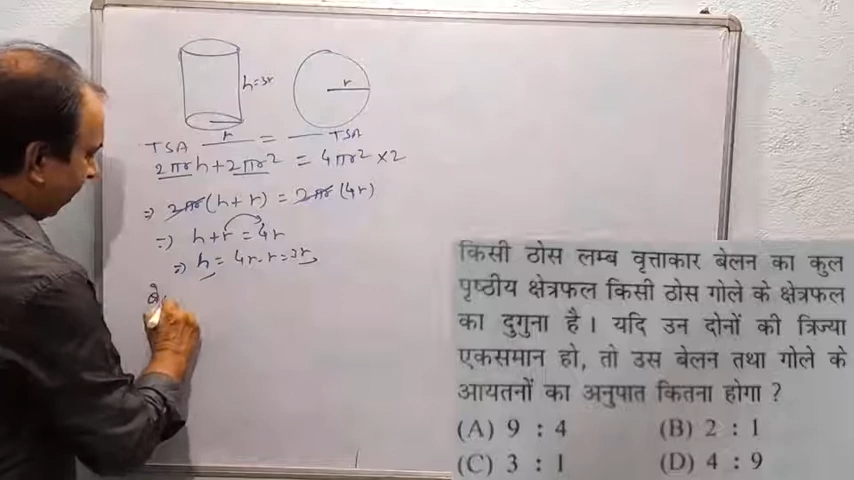 h=3r
r
r
TSA = TSA
2πrh+2πr² = 4πr² ×2
⇒ 2πr(h+r) = 2πr(4r)
⇒ h+r = 4r
⇒ h = 4r-r=3r
किसी ठोस लम्ब वृत्ताकार बेलन का कुल
पृष्ठीय क्षेत्रफल किसी ठोस गोले के क्षेत्रफल
का दुगुना है। यदि उन दोनों की त्रिज्या
एकसमान हो, तो उस बेलन तथा गोले के
आयतनों का अनुपात कितना होगा ?
(A) 9 : 4 (B) 2 : 1
(C) 3 : 1 (D) 4 : 9